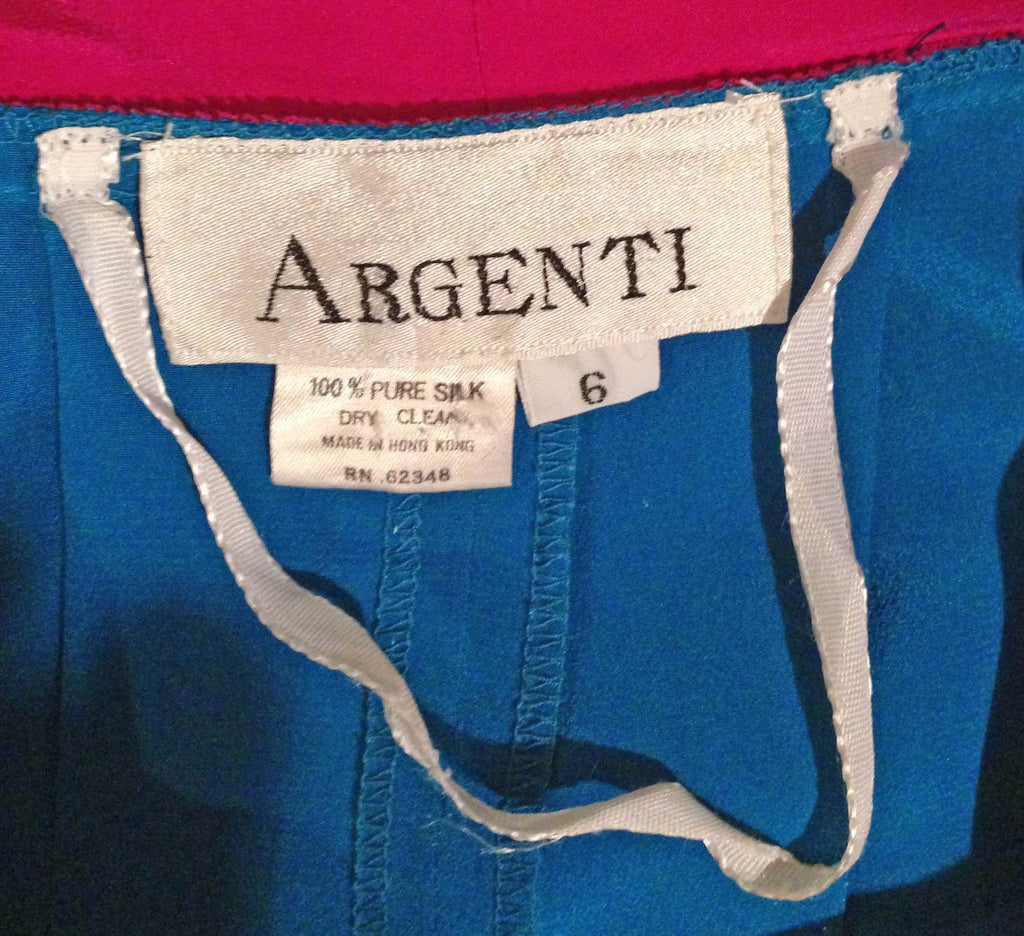 ARGENTI
100% PURE SILK
DRY CLEAN
MADE IN HONG KONG
RN .62348
6